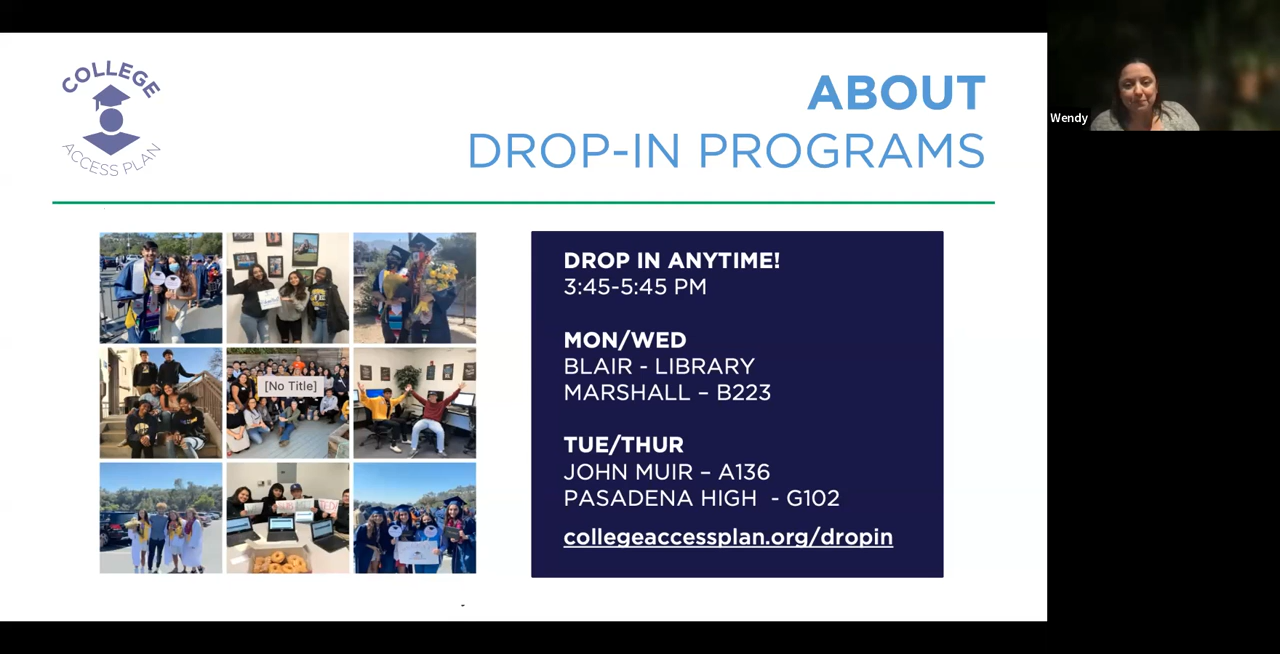 COLLEGE
ACCESS PLAN
ABOUT
DROP-IN PROGRAMS
Wendy
[No Title]
DROP IN ANYTIME!
3:45-5:45 PM
MON/WED
BLAIR - LIBRARY
MARSHALL – B223
TUE/THUR
JOHN MUIR – A136
PASADENA HIGH - G102
collegeaccessplan.org/dropin